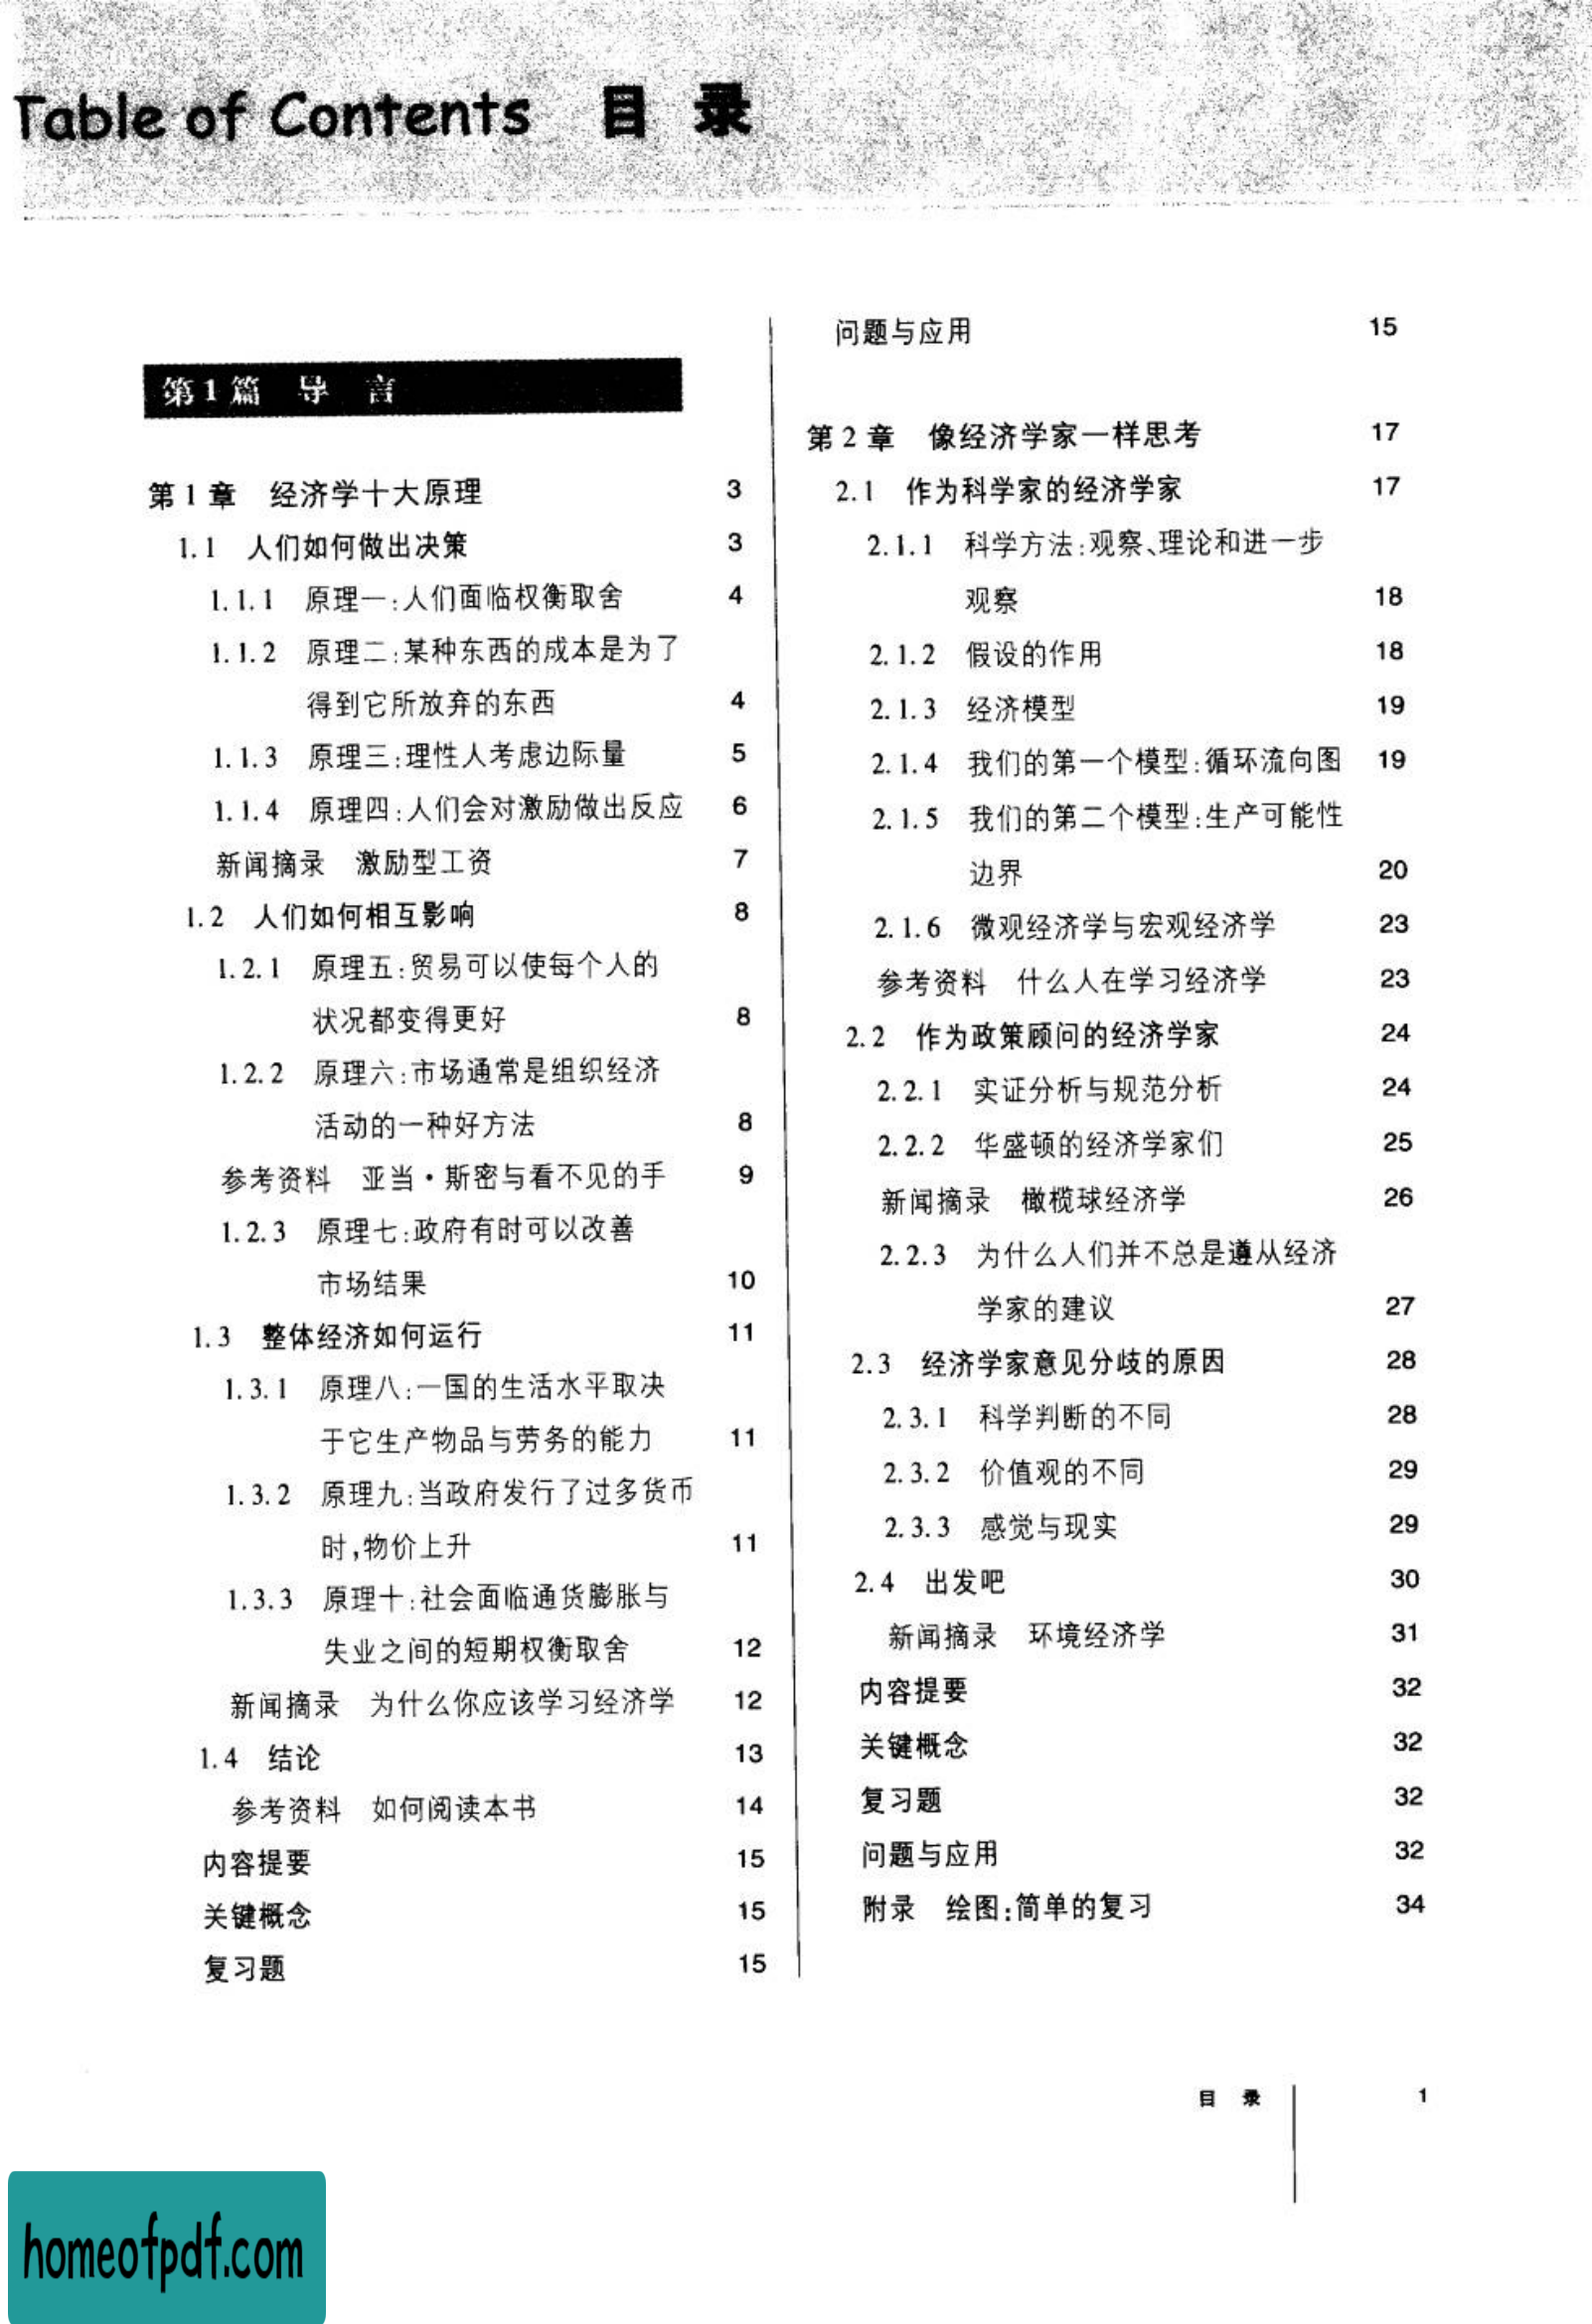 Table of Contents 目 录
第1篇 导 言
第 1 章 经济学十大原理 3
1.1 人们如何做出决策 3
1.1.1 原理一:人们面临权衡取舍 4
1.1.2 原理二:某种东西的成本是为了
得到它所放弃的东西 4
1.1.3 原理三:理性人考虑边际量 5
1.1.4 原理四:人们会对激励做出反应 6
新闻摘录 激励型工资 7
1.2 人们如何相互影响 8
1.2.1 原理五:贸易可以使每个人的
状况都变得更好 8
1.2.2 原理六:市场通常是组织经济
活动的一种好方法 8
参考资料 亚当·斯密与看不见的手 9
1.2.3 原理七:政府有时可以改善
市场结果 10
1.3 整体经济如何运行 11
1.3.1 原理八:一国的生活水平取决
于它生产物品与劳务的能力 11
1.3.2 原理九:当政府发行了过多货币
时,物价上升 11
1.3.3 原理十:社会面临通货膨胀与
失业之间的短期权衡取舍 12
新闻摘录 为什么你应该学习经济学 12
1.4 结论 13
参考资料 如何阅读本书 14
内容提要 15
关键概念 15
复习题 15
问题与应用 15
第 2 章 像经济学家一样思考 17
2.1 作为科学家的经济学家 17
2.1.1 科学方法:观察、理论和进一步
观察 18
2.1.2 假设的作用 18
2.1.3 经济模型 19
2.1.4 我们的第一个模型:循环流向图 19
2.1.5 我们的第二个模型:生产可能性
边界 20
2.1.6 微观经济学与宏观经济学 23
参考资料 什么人在学习经济学 23
2.2 作为政策顾问的经济学家 24
2.2.1 实证分析与规范分析 24
2.2.2 华盛顿的经济学家们 25
新闻摘录 橄榄球经济学 26
2.2.3 为什么人们并不总是遵从经济
学家的建议 27
2.3 经济学家意见分歧的原因 28
2.3.1 科学判断的不同 28
2.3.2 价值观的不同 29
2.3.3 感觉与现实 29
2.4 出发吧 30
新闻摘录 环境经济学 31
内容提要 32
关键概念 32
复习题 32
问题与应用 32
附录 绘图:简单的复习 34
目 录 1
homeofpdf.com